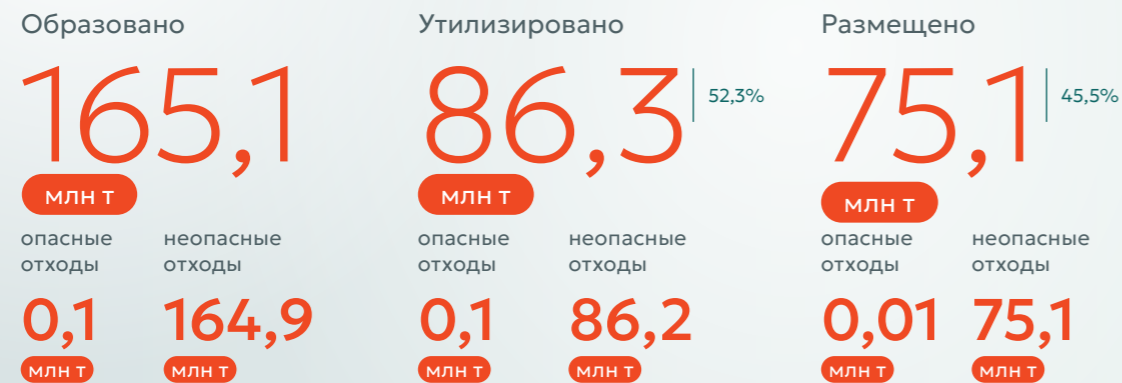 Образовано
165,1
млн т
опасные отходы
0,1
млн т
неопасные отходы
164,9
млн т
Утилизировано
86,3
52,3%
млн т
опасные отходы
0,1
млн т
неопасные отходы
86,2
млн т
Размещено
75,1
45,5%
млн т
опасные отходы
0,01
млн т
неопасные отходы
75,1
млн т